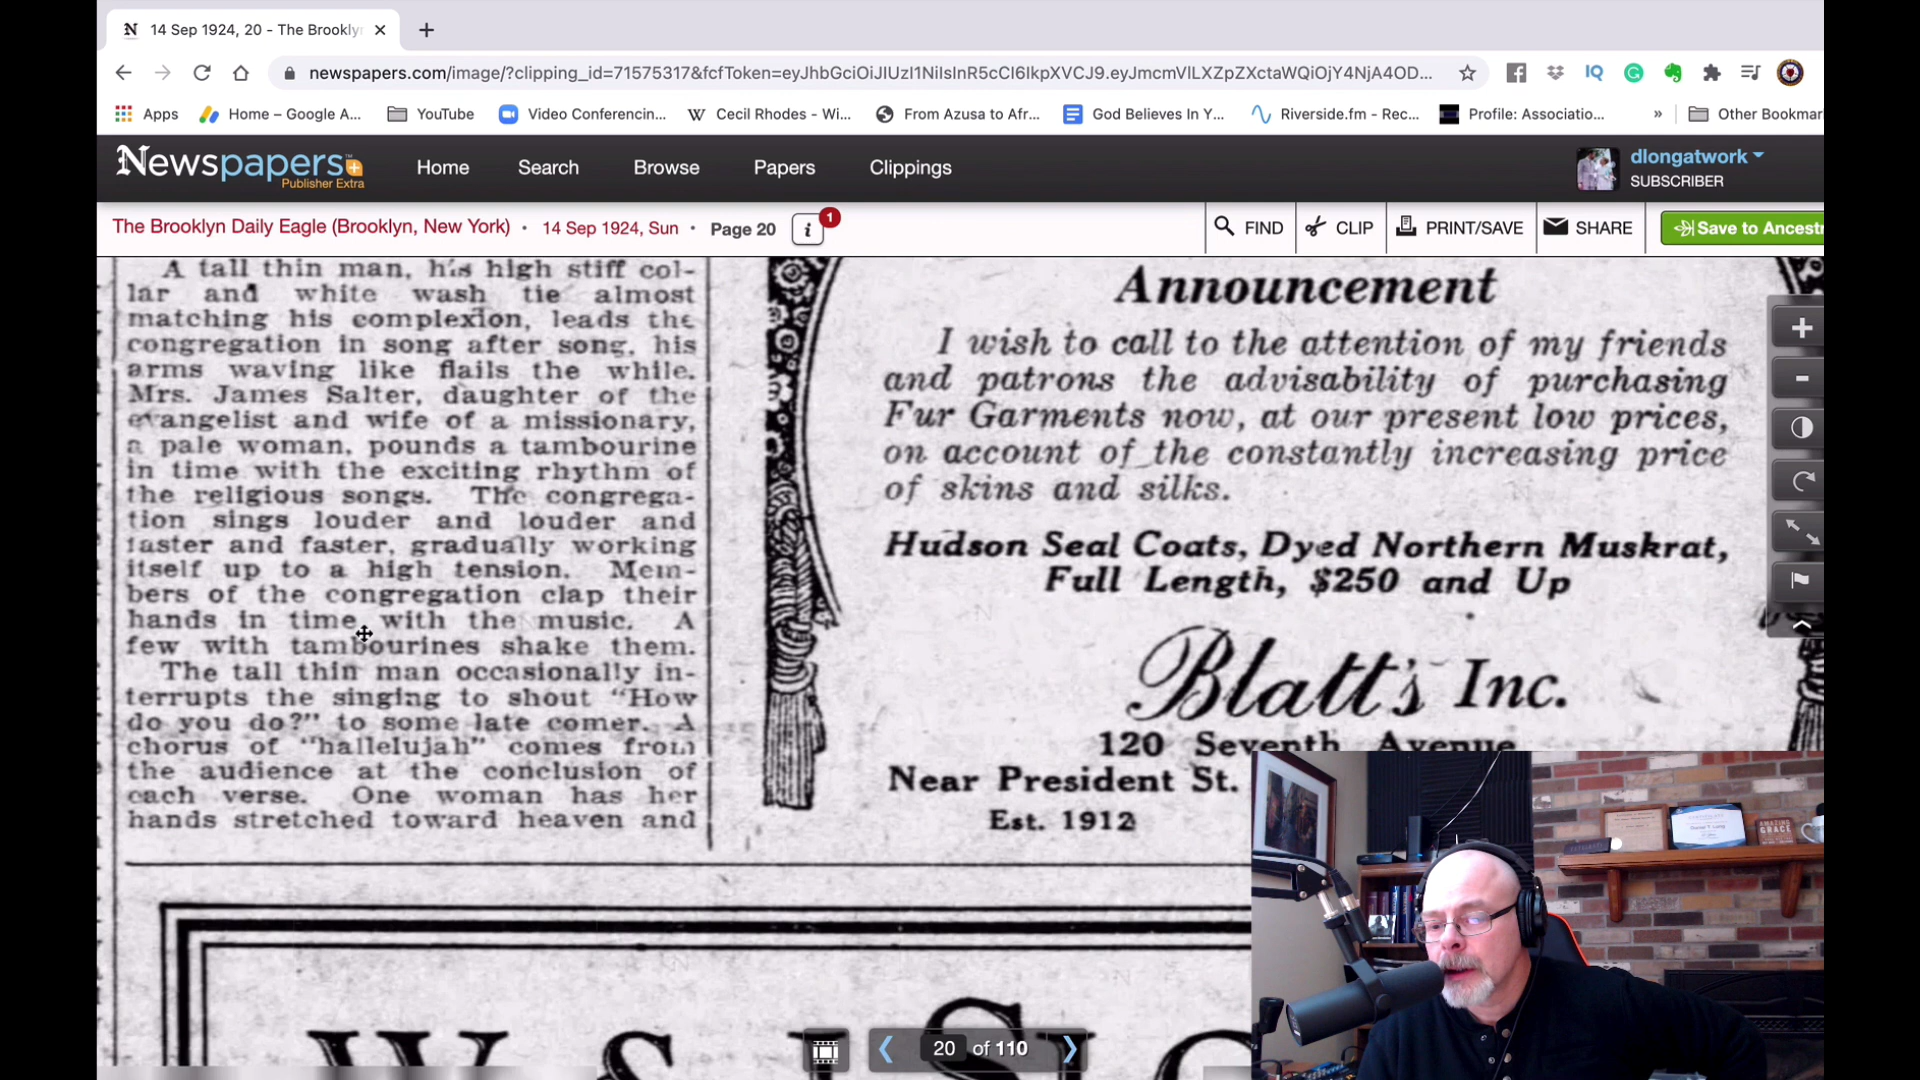 14 Sep 1924, 20 - The Brookly
newspapers.com/image/?clipping_id=71575317&fcfToken=eyJhbGciOiJIUzI1NiIsInR5cCI6IkpXVCJ9.eyJmcmVlLXZpZXctaWQiOjY4NjA4OD...
Apps Home – Google A... YouTube Video Conferencin... Cecil Rhodes - Wi... From Azusa to Afr... God Believes In Y... Riverside.fm - Rec... Profile: Associatio... » Other Bookmar
Newspapers Home Search Browse Papers Clippings dlongatwork
Publisher Extra SUBSCRIBER
The Brooklyn Daily Eagle (Brooklyn, New York) • 14 Sep 1924, Sun • Page 20 i 1 FIND CLIP PRINT/SAVE SHARE Save to Ancestr
A tall thin man, his high stiff col-
lar and white wash tie almost
matching his complexion, leads the
congregation in song after song, his
arms waving like flails the while.
Mrs. James Salter, daughter of the
evangelist and wife of a missionary,
a pale woman, pounds a tambourine
in time with the exciting rhythm of
the religious songs. The congrega-
tion sings louder and louder and
faster and faster, gradually working
itself up to a high tension. Mem-
bers of the congregation clap their
hands in time with the music. A
few with tambourines shake them.
The tall thin man occasionally in-
terrupts the singing to shout "How
do you do?" to some late comer. A
chorus of "hallelujah" comes from
the audience at the conclusion of
each verse. One woman has her
hands stretched toward heaven and
Announcement
I wish to call to the attention of my friends
and patrons the advisability of purchasing
Fur Garments now, at our present low prices,
on account of the constantly increasing price
of skins and silks.
Hudson Seal Coats, Dyed Northern Muskrat,
Full Length, $250 and Up
Blatt's Inc.
120 Seventh Avenue
Near President St.
Est. 1912
20 of 110
AMAZING
GRACE